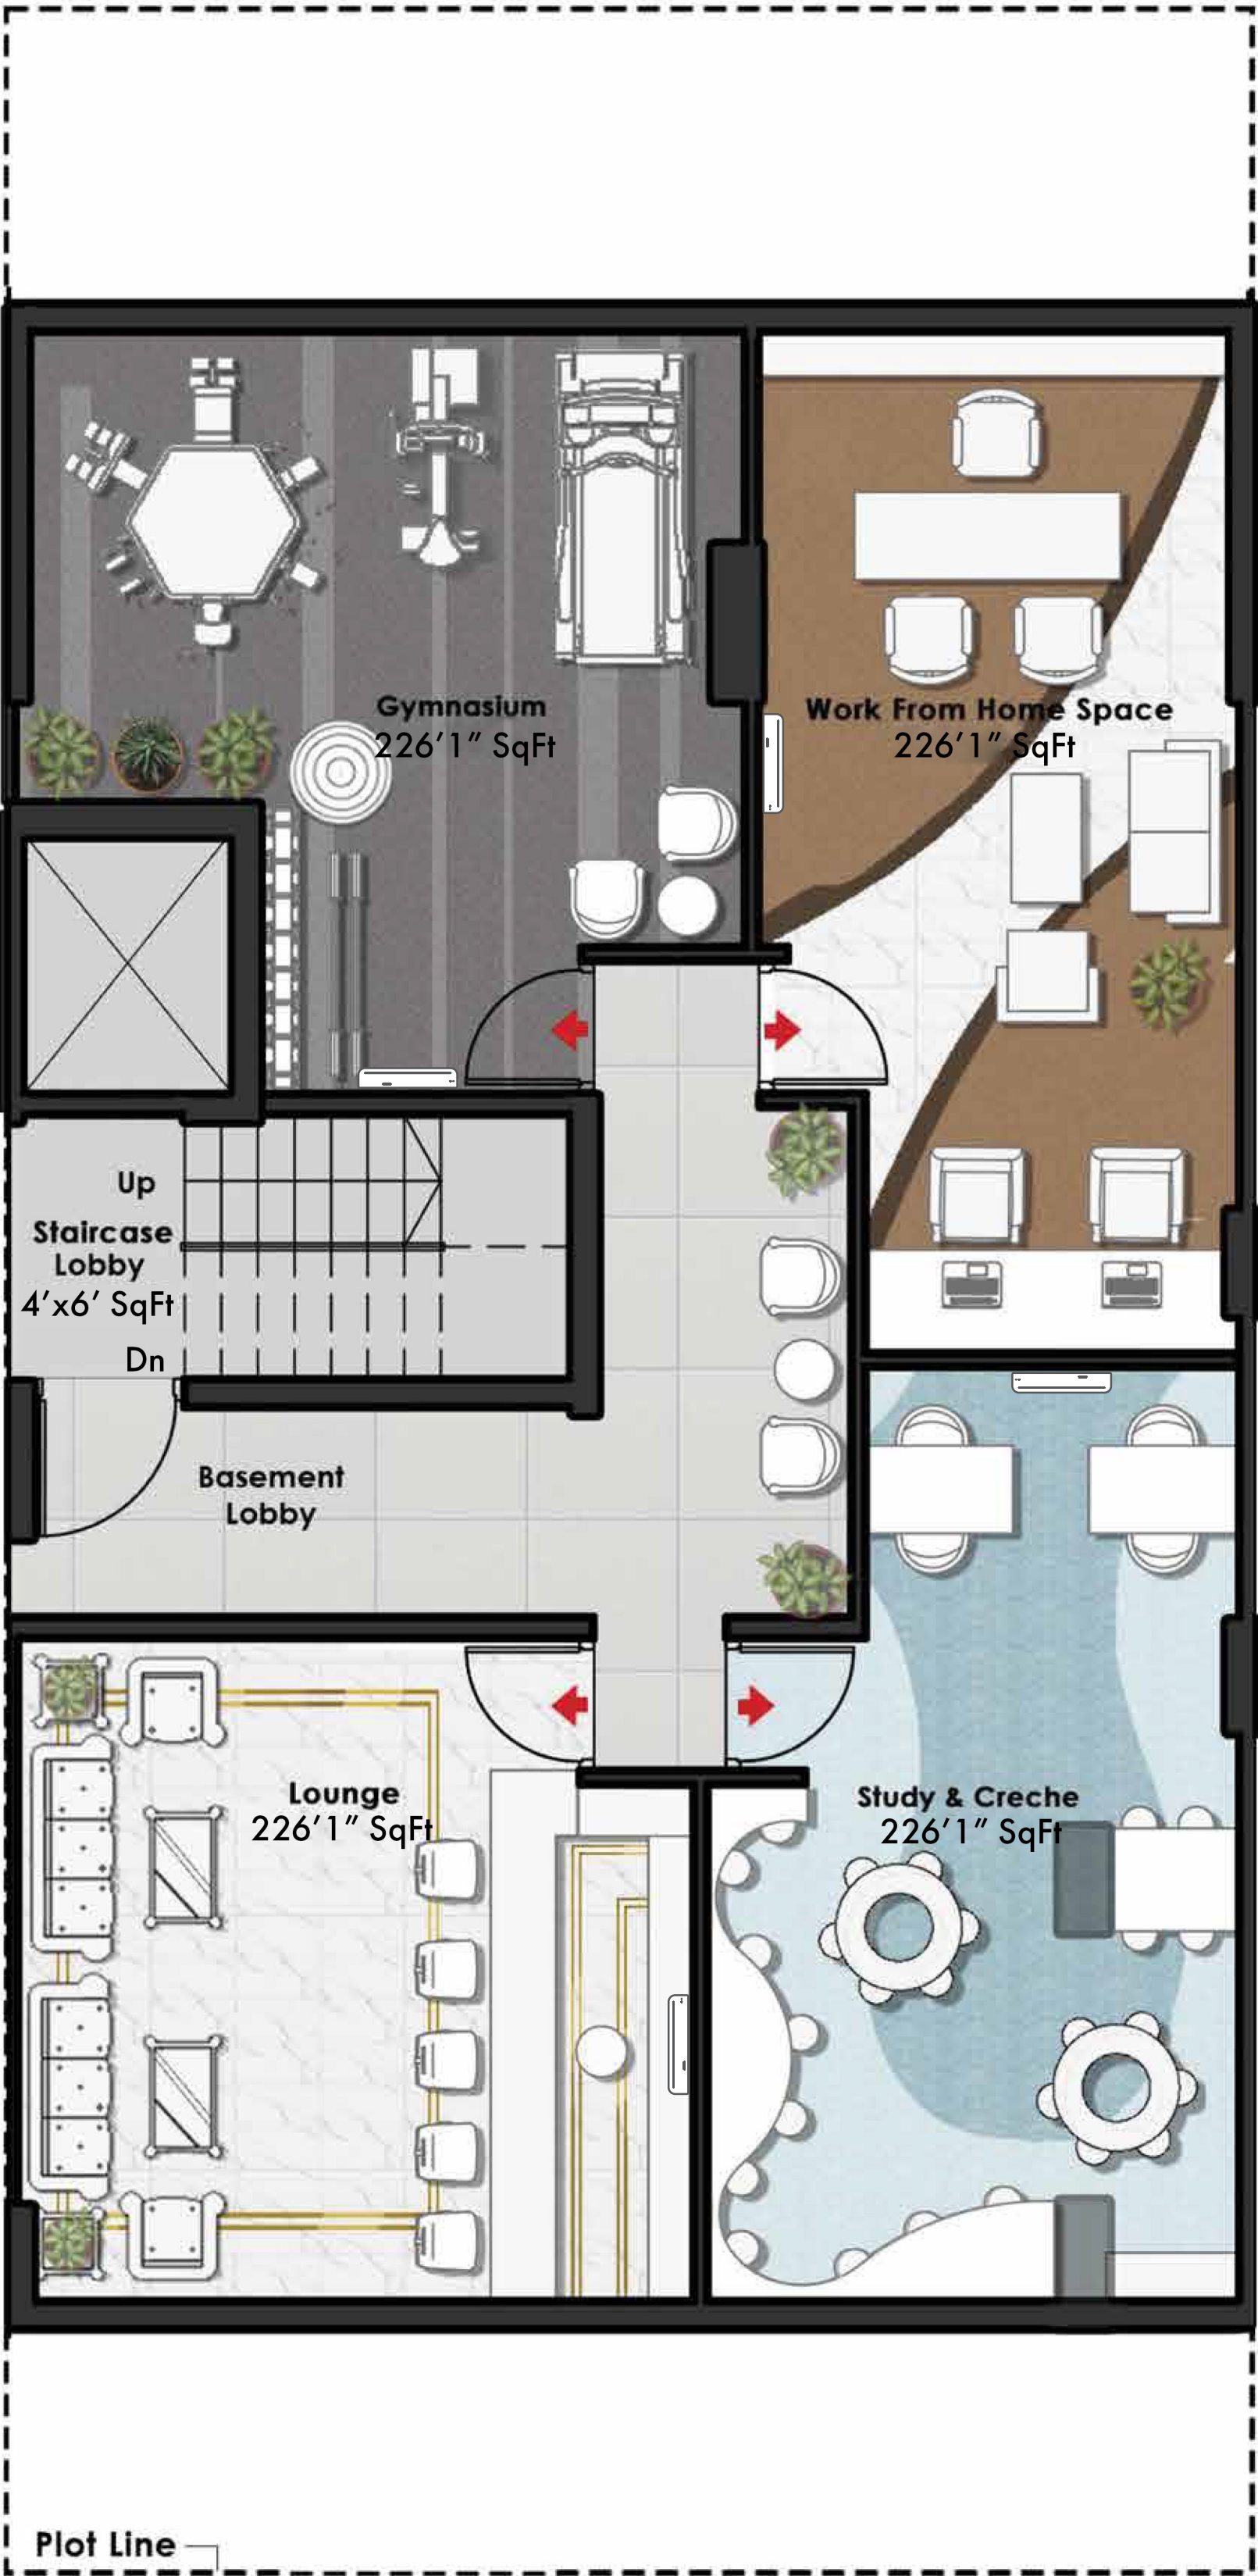 Gymnasium
226’1” SqFt
Work From Home Space
226’1” SqFt
Up
Staircase
Lobby
4’x6’ SqFt
Dn
Basement
Lobby
Lounge
226’1” SqFt
Study & Creche
226’1” SqFt
Plot Line